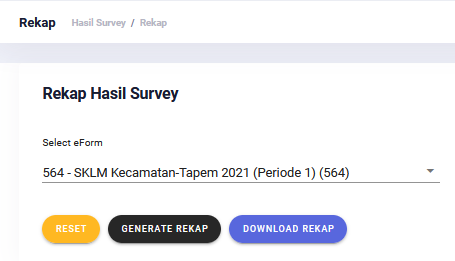 Rekap Hasil Survey / Rekap
Rekap Hasil Survey
Select eForm
564 - SKLM Kecamatan-Tapem 2021 (Periode 1) (564)
RESET GENERATE REKAP DOWNLOAD REKAP